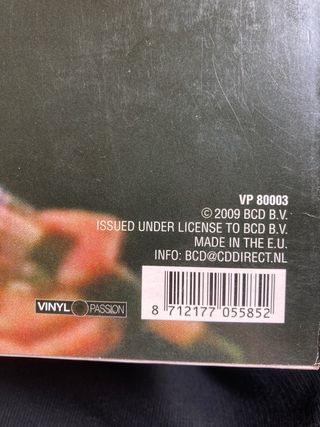 VP 80003
© 2009 BCD B.V.
ISSUED UNDER LICENSE TO BCD B.V.
MADE IN THE E.U.
INFO: BCD@CDDIRECT.NL
VINYL PASSION
8 712177 055852